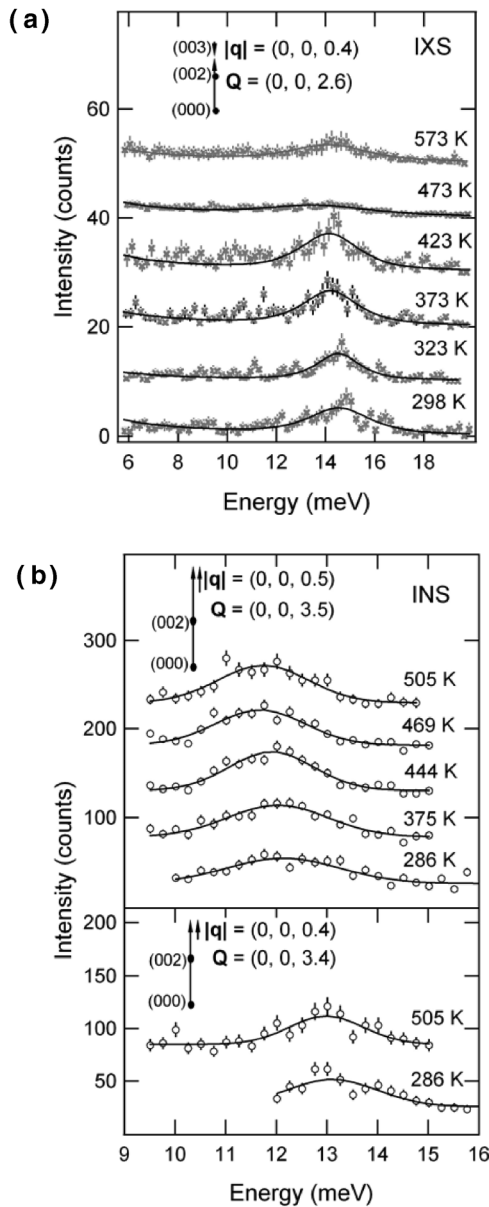 (a)
(003) |q| = (0, 0, 0.4) IXS
(002) Q = (0, 0, 2.6)
(000)
60
573 K
473 K
40
423 K
373 K
20
323 K
298 K
0
6 8 10 12 14 16 18
Intensity (counts)
Energy (meV)
(b)
|q| = (0, 0, 0.5) INS
Q = (0, 0, 3.5)
(002)
(000)
300
505 K
469 K
200
444 K
375 K
100
286 K
200
|q| = (0, 0, 0.4)
Q = (0, 0, 3.4)
(002)
150
(000)
505 K
100
286 K
50
9 10 11 12 13 14 15 16
Intensity (counts)
Energy (meV)